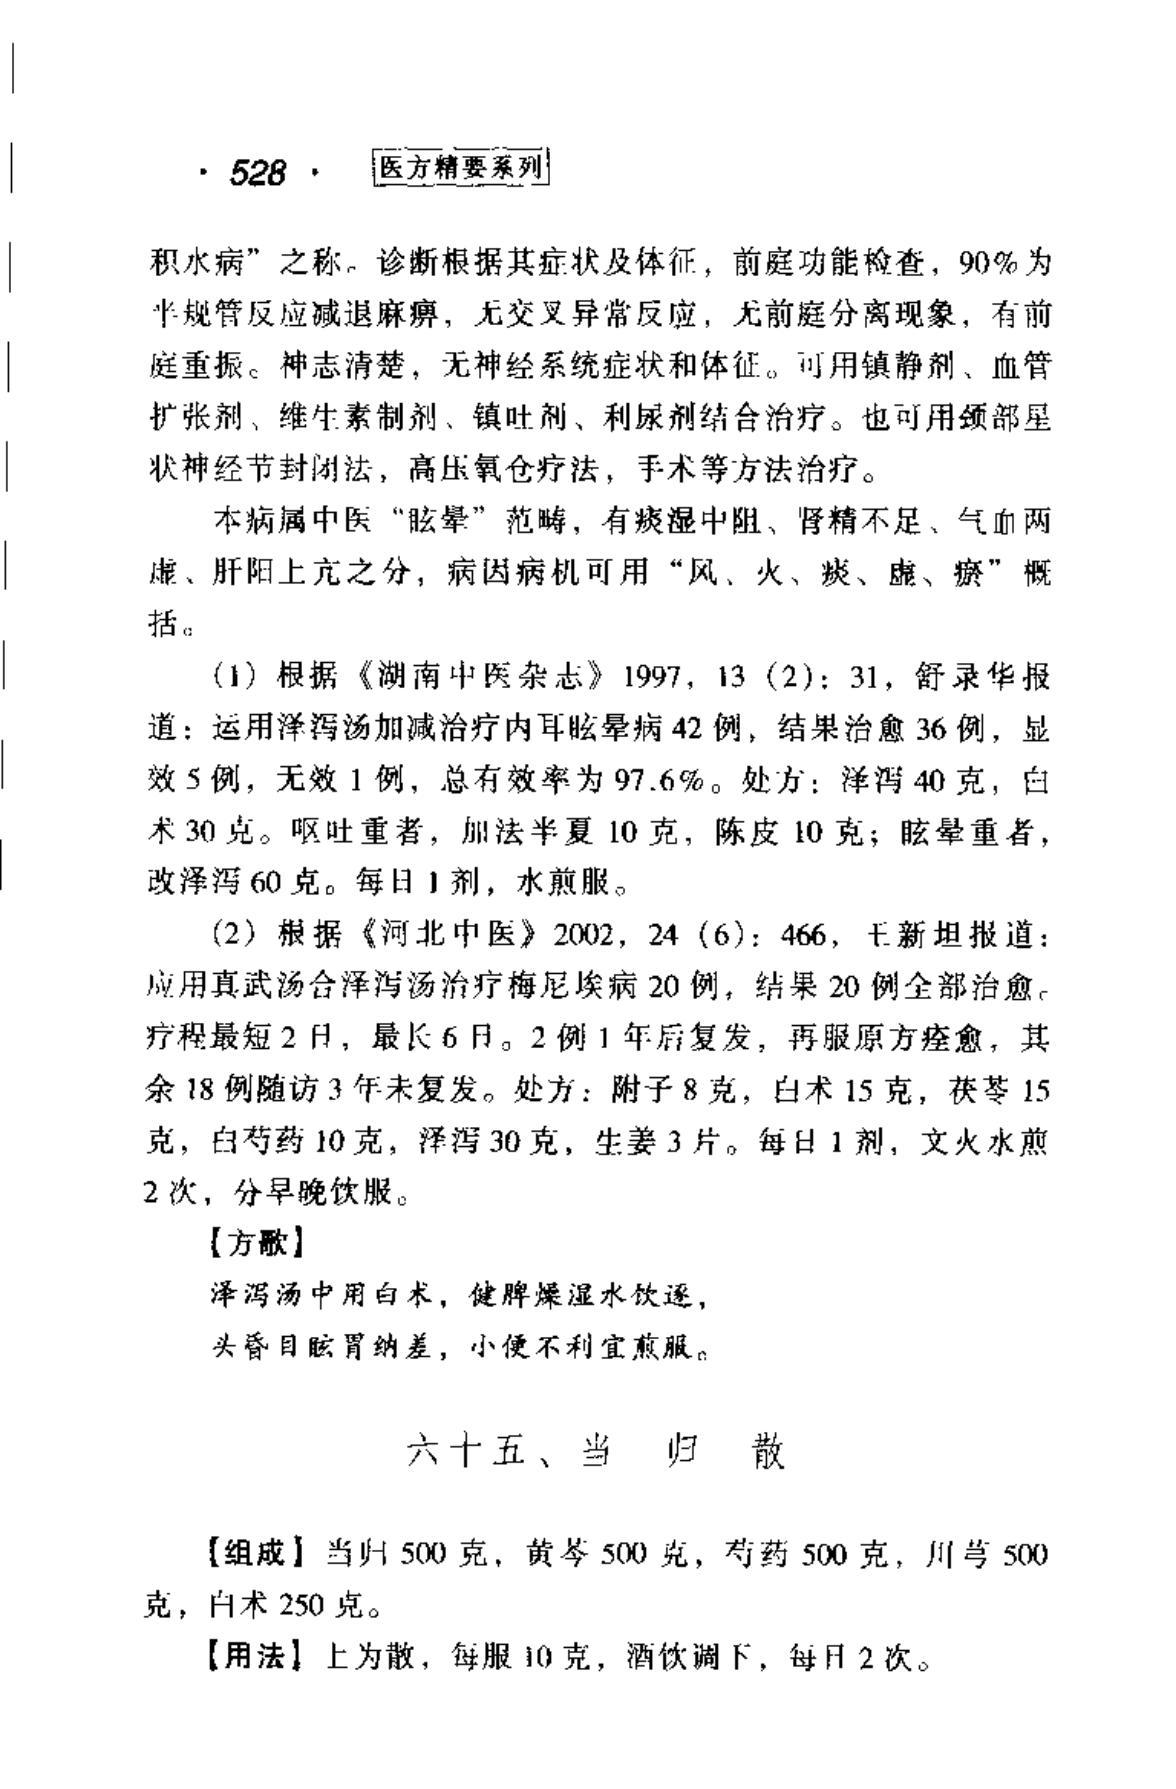 · 528 · 医方精要系列
积水病”之称。诊断根据其症状及体征，前庭功能检查，90%为
半规管反应减退麻痹，无交叉异常反应，无前庭分离现象，有前
庭重振。神志清楚，无神经系统症状和体征。可用镇静剂、血管
扩张剂、维生素制剂、镇吐剂、利尿剂结合治疗。也可用颈部星
状神经节封闭法，高压氧仓疗法，手术等方法治疗。
本病属中医“眩晕”范畴，有痰湿中阻、肾精不足、气血两
虚、肝阳上亢之分，病因病机可用“风、火、痰、虚、瘀”概
括。
（1）根据《湖南中医杂志》1997，13（2）：31，舒录华报
道：运用泽泻汤加减治疗内耳眩晕病 42 例，结果治愈 36 例，显
效 5 例，无效 1 例，总有效率为 97.6%。处方：泽泻 40 克，白
术 30 克。呕吐重者，加法半夏 10 克，陈皮 10 克；眩晕重者，
改泽泻 60 克。每日 1 剂，水煎服。
（2）根据《河北中医》2002，24（6）：466，王新坦报道：
应用真武汤合泽泻汤治疗梅尼埃病 20 例，结果 20 例全部治愈。
疗程最短 2 日，最长 6 日。2 例 1 年后复发，再服原方痊愈，其
余 18 例随访 3 年未复发。处方：附子 8 克，白术 15 克，茯苓 15
克，白芍药 10 克，泽泻 30 克，生姜 3 片。每日 1 剂，文火水煎
2 次，分早晚饮服。
【方歌】
泽泻汤中用白术，健脾燥湿水饮逐，
头昏目眩胃纳差，小便不利宜煎服。
六十五、当 归 散
【组成】当归 500 克，黄芩 500 克，芍药 500 克，川芎 500
克，白术 250 克。
【用法】上为散，每服 10 克，酒饮调下，每日 2 次。